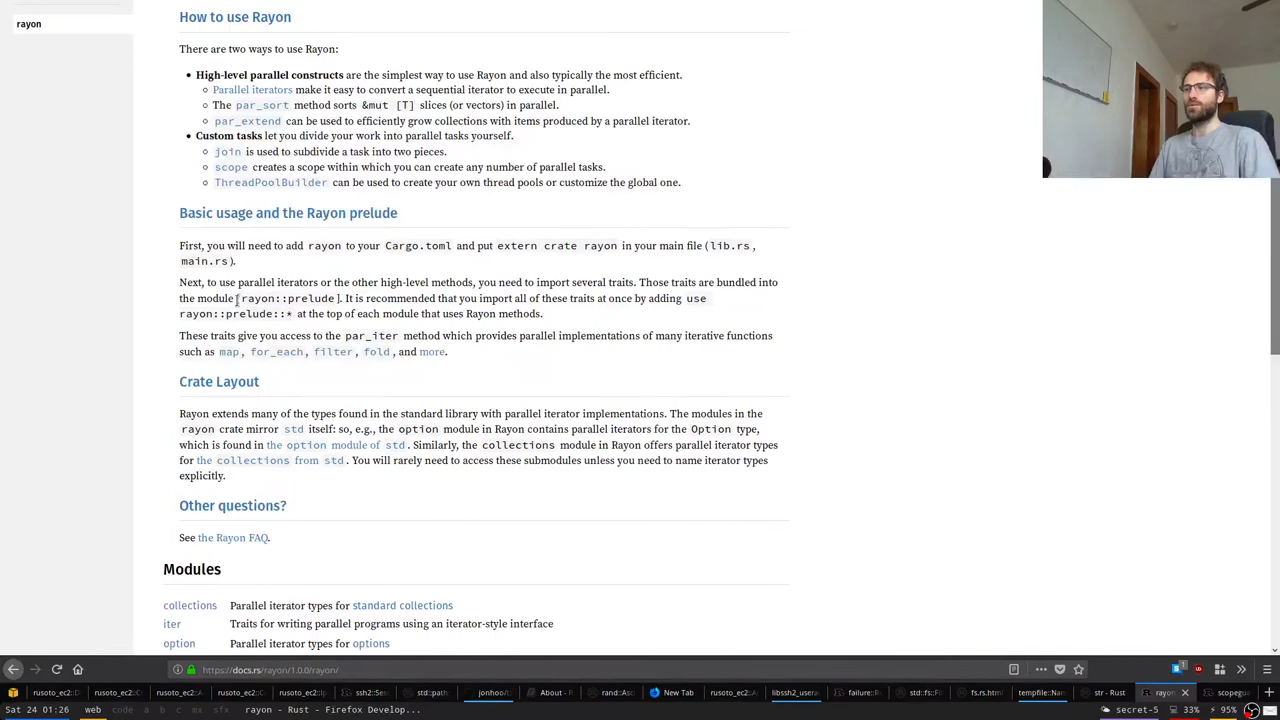 rayon
How to use Rayon
There are two ways to use Rayon:
High-level parallel constructs are the simplest way to use Rayon and also typically the most efficient.
Parallel iterators make it easy to convert a sequential iterator to execute in parallel.
The par_sort method sorts &mut [T] slices (or vectors) in parallel.
par_extend can be used to efficiently grow collections with items produced by a parallel iterator.
Custom tasks let you divide your work into parallel tasks yourself.
join is used to subdivide a task into two pieces.
scope creates a scope within which you can create any number of parallel tasks.
ThreadPoolBuilder can be used to create your own thread pools or customize the global one.
Basic usage and the Rayon prelude
First, you will need to add rayon to your Cargo.toml and put extern crate rayon in your main file (lib.rs,
main.rs).
Next, to use parallel iterators or the other high-level methods, you need to import several traits. Those traits are bundled into
the module [rayon::prelude]. It is recommended that you import all of these traits at once by adding use
rayon::prelude::* at the top of each module that uses Rayon methods.
These traits give you access to the par_iter method which provides parallel implementations of many iterative functions
such as map, for_each, filter, fold, and more.
Crate Layout
Rayon extends many of the types found in the standard library with parallel iterator implementations. The modules in the
rayon crate mirror std itself: so, e.g., the option module in Rayon contains parallel iterators for the Option type,
which is found in the option module of std. Similarly, the collections module in Rayon offers parallel iterator types
for the collections from std. You will rarely need to access these submodules unless you need to name iterator types
explicitly.
Other questions?
See the Rayon FAQ.
Modules
collections Parallel iterator types for standard collections
iter Traits for writing parallel programs using an iterator-style interface
option Parallel iterator types for options
https://docs.rs/rayon/1.0.0/rayon/
rusoto_ec2::D rusoto_ec2::C rusoto_ec2::A rusoto_ec2::C rusoto_ec2::I ssh2::Se std::path jonhoo/t About - R rand::Asc New Tab rusoto_ec2::A libssh2_usera failure::R std::fs::Fi fs.rs.html tempfile::Nam str - Rust rayon scopegu
Sat 24 01:26 web code a b c mx sfx rayon - Rust - Firefox Develop... secret-5 33% 95%